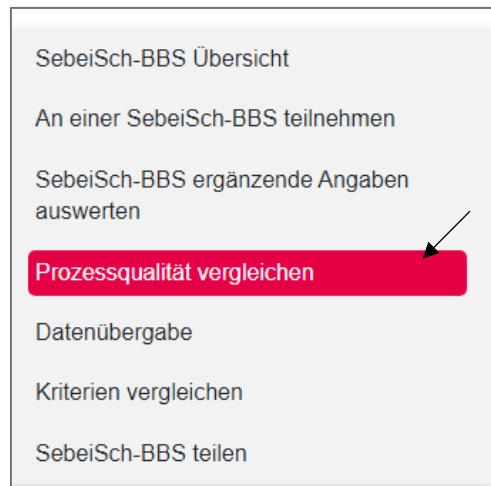 SebeiSch-BBS Übersicht
An einer SebeiSch-BBS teilnehmen
SebeiSch-BBS ergänzende Angaben
auswerten
Prozessqualität vergleichen
Datenübergabe
Kriterien vergleichen
SebeiSch-BBS teilen